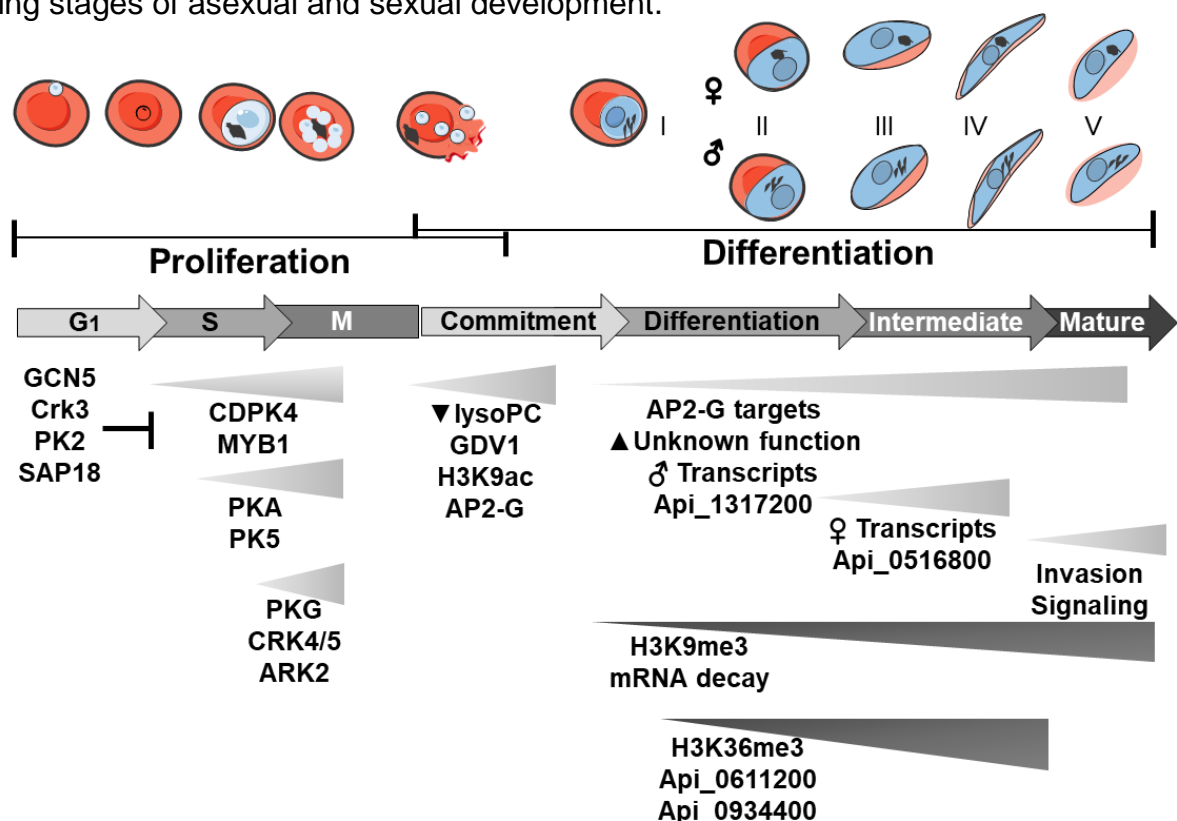 ing stages of asexual and sexual development.
♀
I II III IV V
♂
Proliferation
Differentiation
G1 S M Commitment Differentiation Intermediate Mature
GCN5
Crk3
PK2
SAP18
CDPK4
MYB1
PKA
PK5
PKG
CRK4/5
ARK2
▼lysoPC
GDV1
H3K9ac
AP2-G
AP2-G targets
▲Unknown function
♂ Transcripts
Api_1317200
♀ Transcripts
Api_0516800
Invasion
Signaling
H3K9me3
mRNA decay
H3K36me3
Api_0611200
Api_0934400